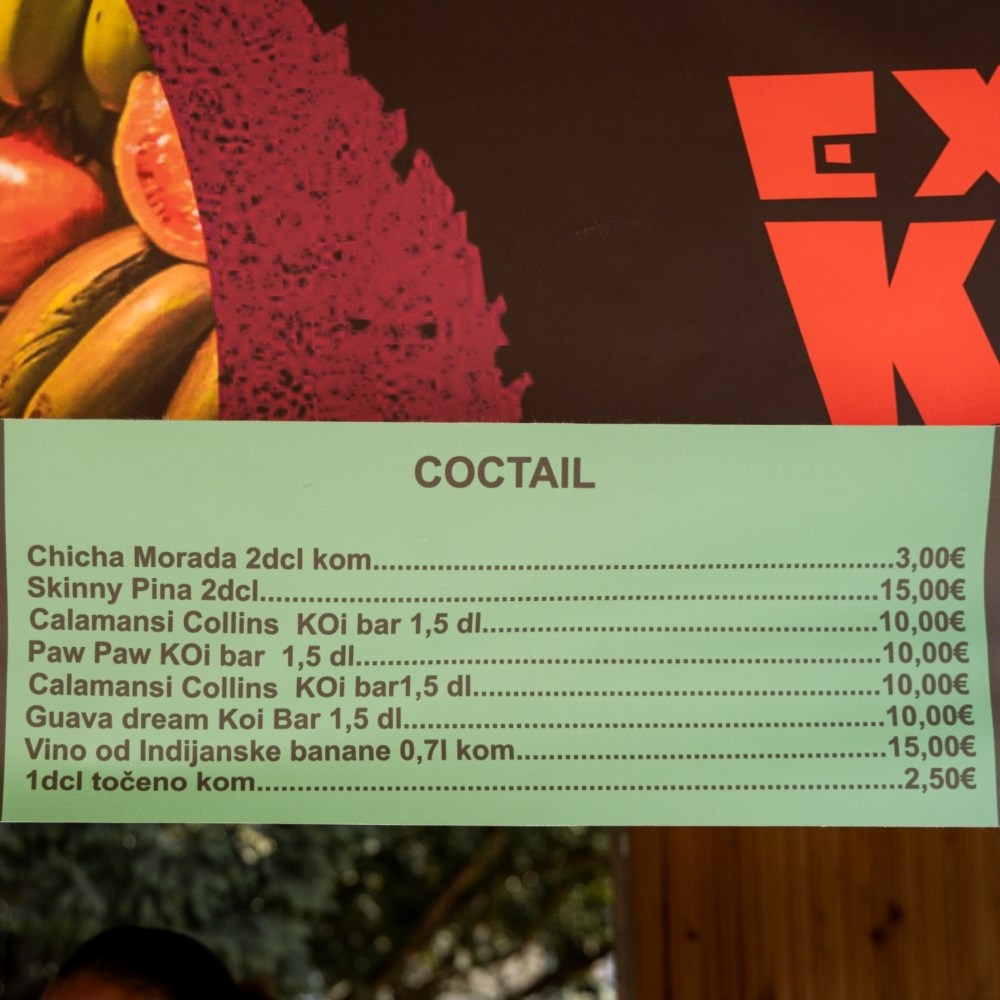 EX
K
COCTAIL
Chicha Morada 2dcl kom.......................................................................3,00€
Skinny Pina 2dcl.....................................................................................15,00€
Calamansi Collins  KOi bar 1,5 dl......................................................10,00€
Paw Paw KOi bar  1,5 dl........................................................................10,00€
Calamansi Collins  KOi bar1,5 dl........................................................10,00€
Guava dream Koi Bar 1,5 dl..................................................................10,00€
Vino od Indijanske banane 0,7l kom...................................................15,00€
1dcl točeno kom.........................................................................................2,50€